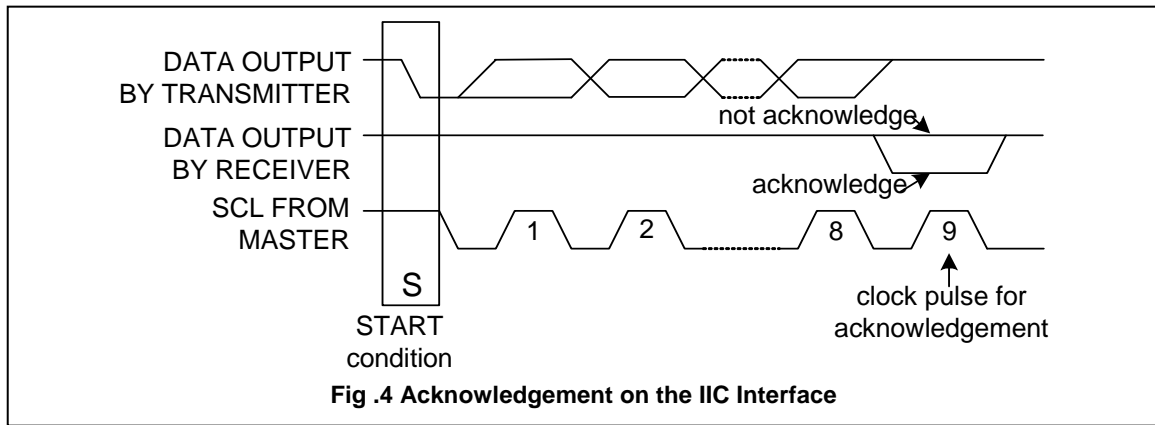 DATA OUTPUT
BY TRANSMITTER
not acknowledge
DATA OUTPUT
BY RECEIVER
acknowledge
SCL FROM
MASTER
1
2
8
9
S
START
condition
clock pulse for
acknowledgement
Fig .4 Acknowledgement on the IIC Interface